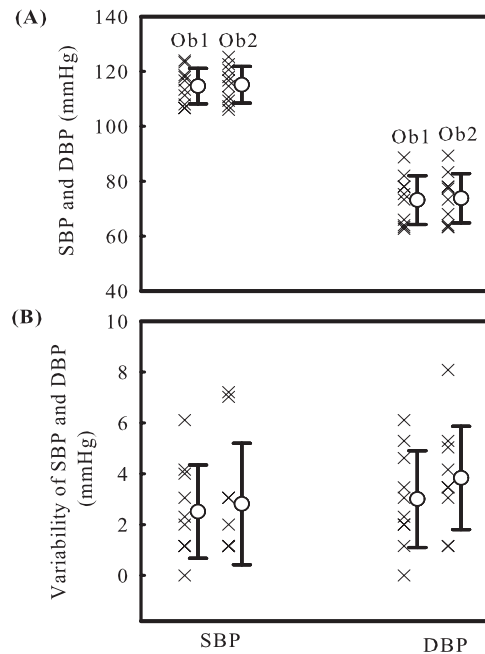 (A)
140
120
100
80
60
40
SBP and DBP (mmHg)
Ob1 Ob2
Ob1 Ob2
(B)
10
8
6
4
2
0
Variability of SBP and DBP
(mmHg)
SBP DBP